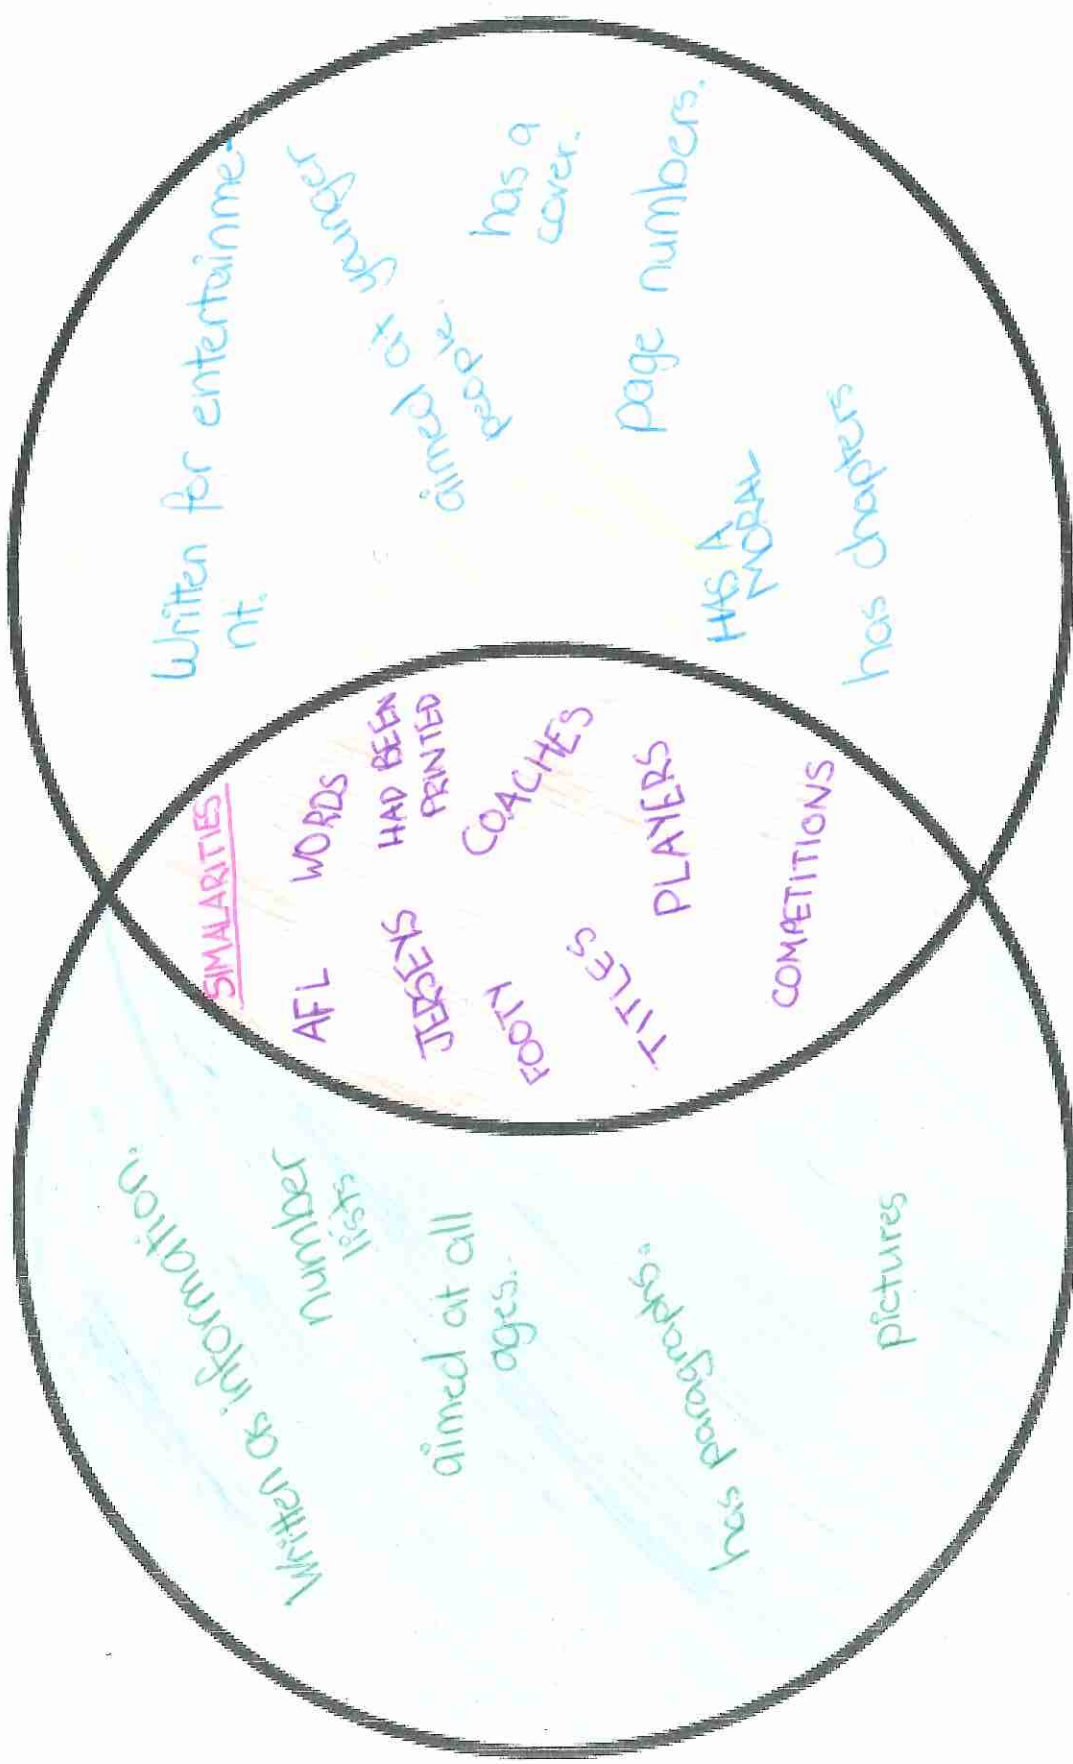 Written as information.
number
lists
aimed at all
ages.
has paragraphs.
pictures
SIMALARITIES
AFL
WORDS
HAD BEEN
PRINTED
JERSEYS
COACHES
FOOTY
TITLES
PLAYERS
COMPETITIONS
Written for entertainme-
nt.
aimed at younger
people.
has a
cover.
page numbers.
HAS A
MORAL
has chapters